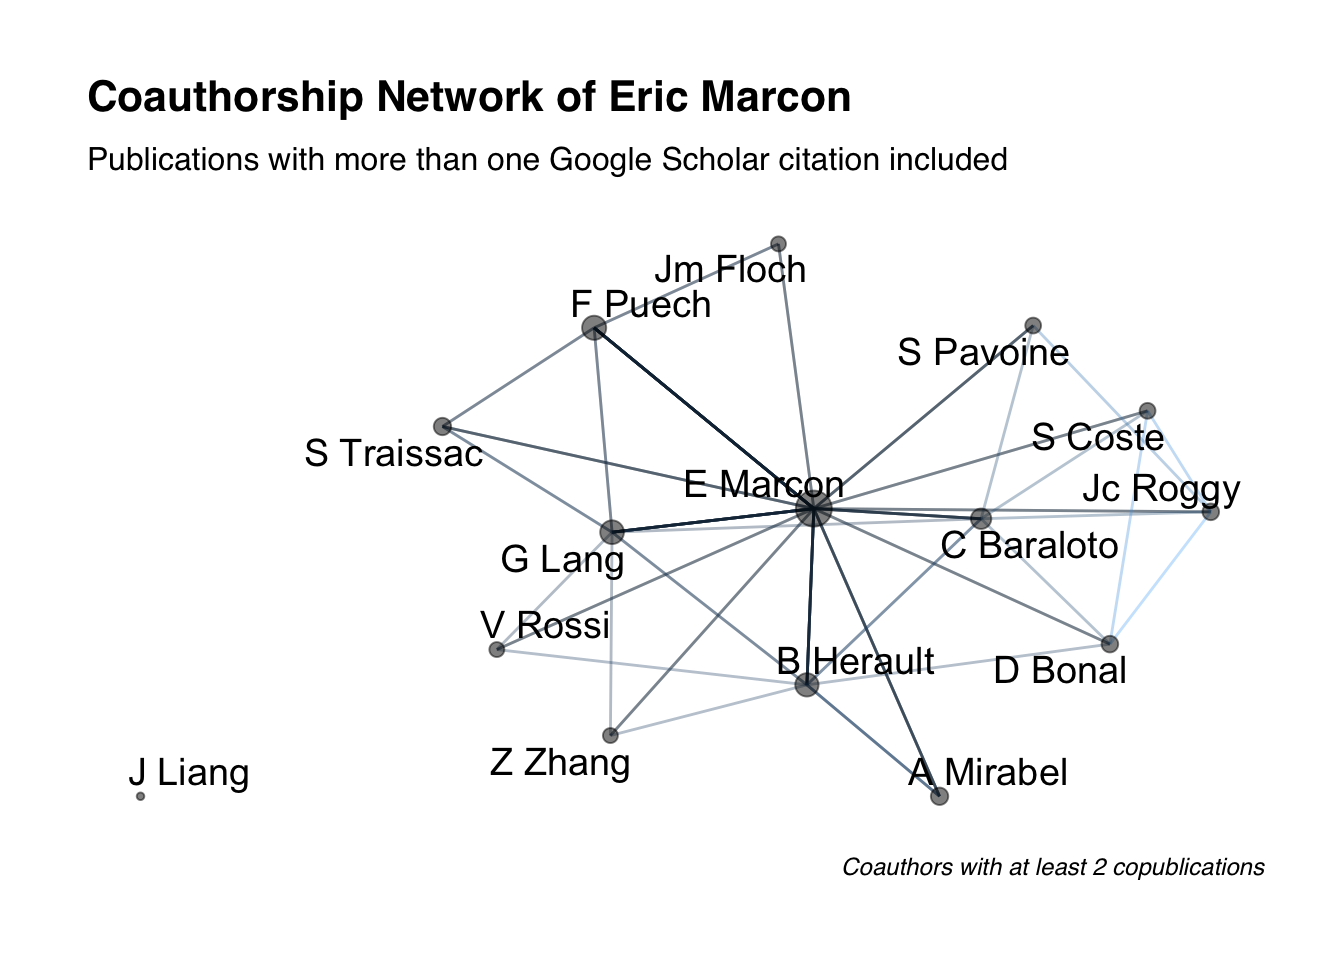 Coauthorship Network of Eric Marcon
Publications with more than one Google Scholar citation included
Jm Floch
F Puech
S Pavoine
S Coste
S Traissac
E Marcon
Jc Roggy
C Baraloto
G Lang
V Rossi
B Herault
D Bonal
Z Zhang
J Liang
A Mirabel
Coauthors with at least 2 copublications